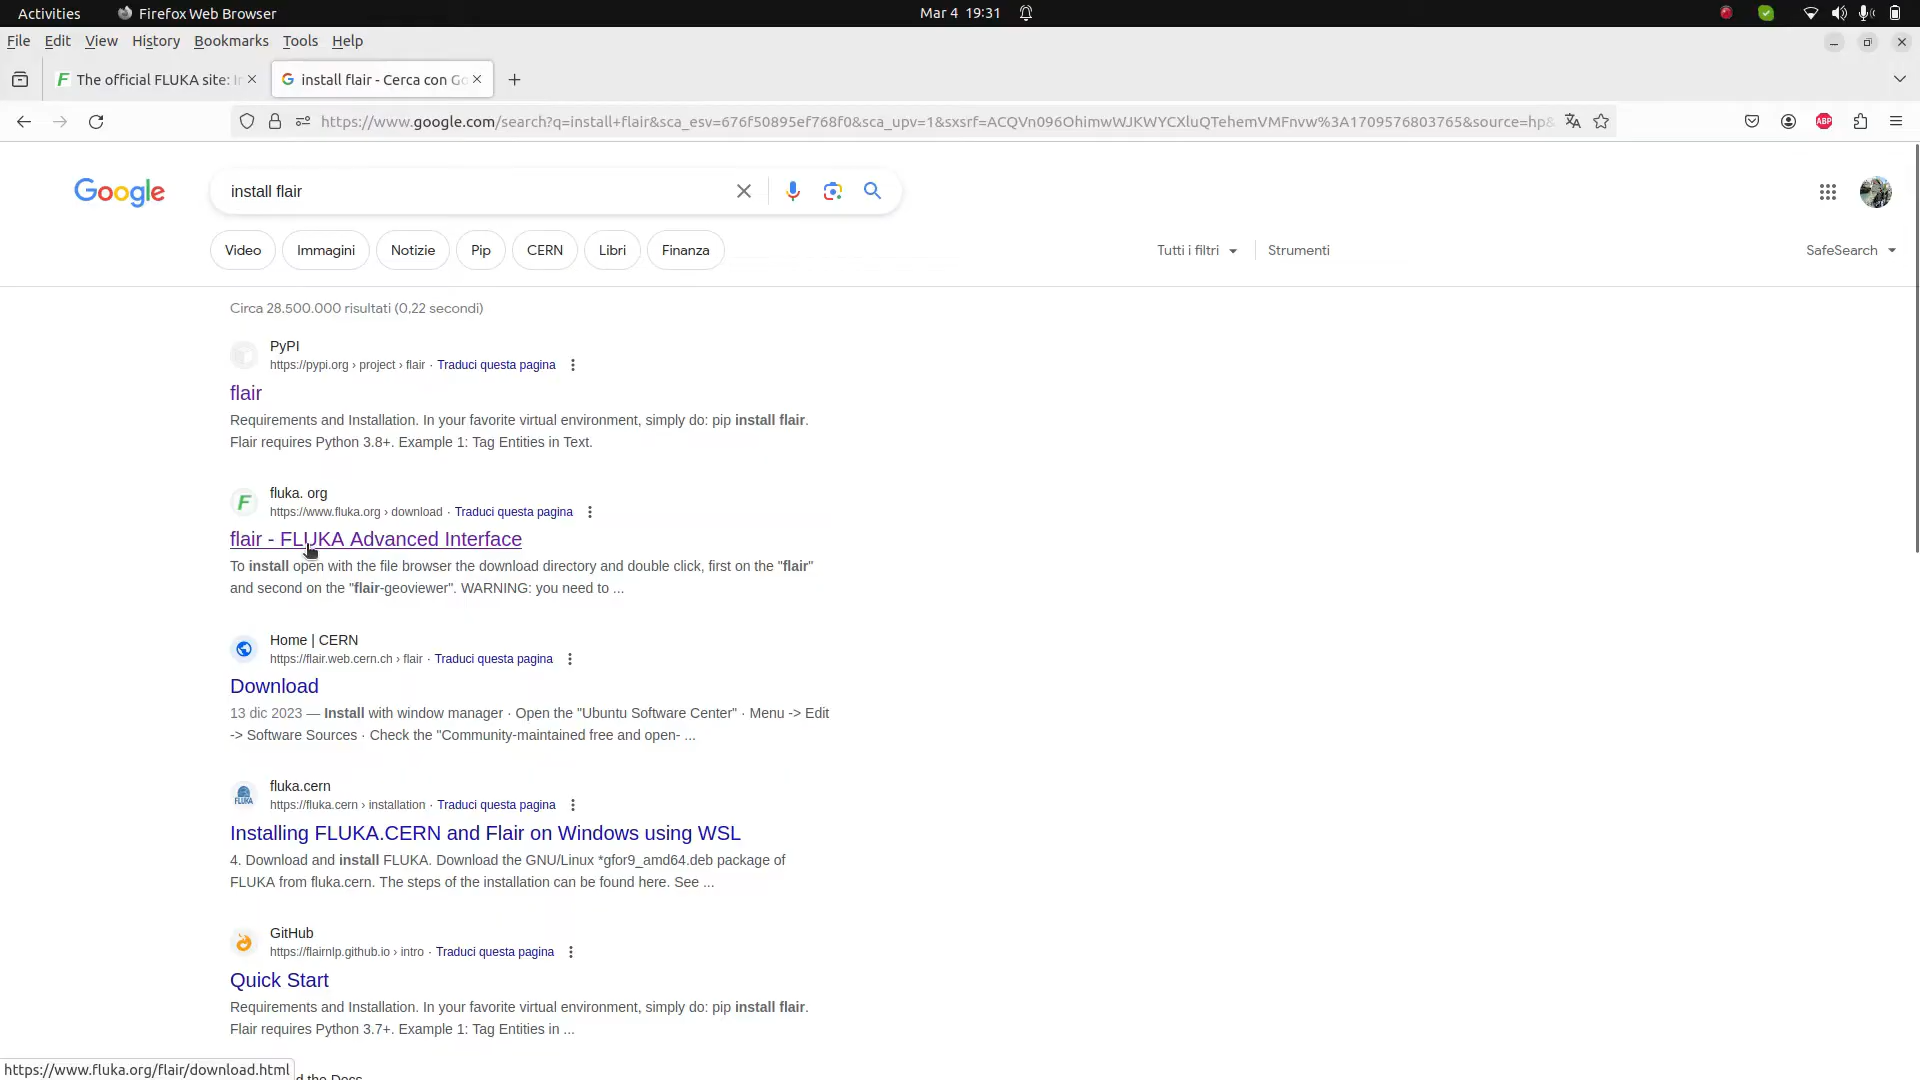 Activities
Firefox Web Browser
Mar 4 19:31
File Edit View History Bookmarks Tools Help
The official FLUKA site:
install flair - Cerca con Go
https://www.google.com/search?q=install+flair&sca_esv=676f50895ef768f0&sca_upv=1&sxsrf=ACQVn096OhimwWJKWYCXluQTehemVMFnvw%3A1709576803765&source=hp&
ABP
Google
install flair
Video Immagini Notizie Pip CERN Libri Finanza
Tutti i filtri Strumenti SafeSearch
Circa 28.500.000 risultati (0,22 secondi)
PyPI
https://pypi.org › project › flair · Traduci questa pagina
flair
Requirements and Installation. In your favorite virtual environment, simply do: pip install flair.
Flair requires Python 3.8+. Example 1: Tag Entities in Text.
fluka. org
https://www.fluka.org › download · Traduci questa pagina
flair - FLUKA Advanced Interface
To install open with the file browser the download directory and double click, first on the "flair"
and second on the "flair-geoviewer". WARNING: you need to ...
Home | CERN
https://flair.web.cern.ch › flair · Traduci questa pagina
Download
13 dic 2023 — Install with window manager · Open the "Ubuntu Software Center" · Menu -> Edit
-> Software Sources · Check the "Community-maintained free and open- ...
FLUKA
fluka.cern
https://fluka.cern › installation · Traduci questa pagina
Installing FLUKA.CERN and Flair on Windows using WSL
4. Download and install FLUKA. Download the GNU/Linux *gfor9_amd64.deb package of
FLUKA from fluka.cern. The steps of the installation can be found here. See ...
GitHub
https://flairnlp.github.io › intro · Traduci questa pagina
Quick Start
Requirements and Installation. In your favorite virtual environment, simply do: pip install flair.
Flair requires Python 3.7+. Example 1: Tag Entities in ...
https://www.fluka.org/flair/download.html
d the Docs